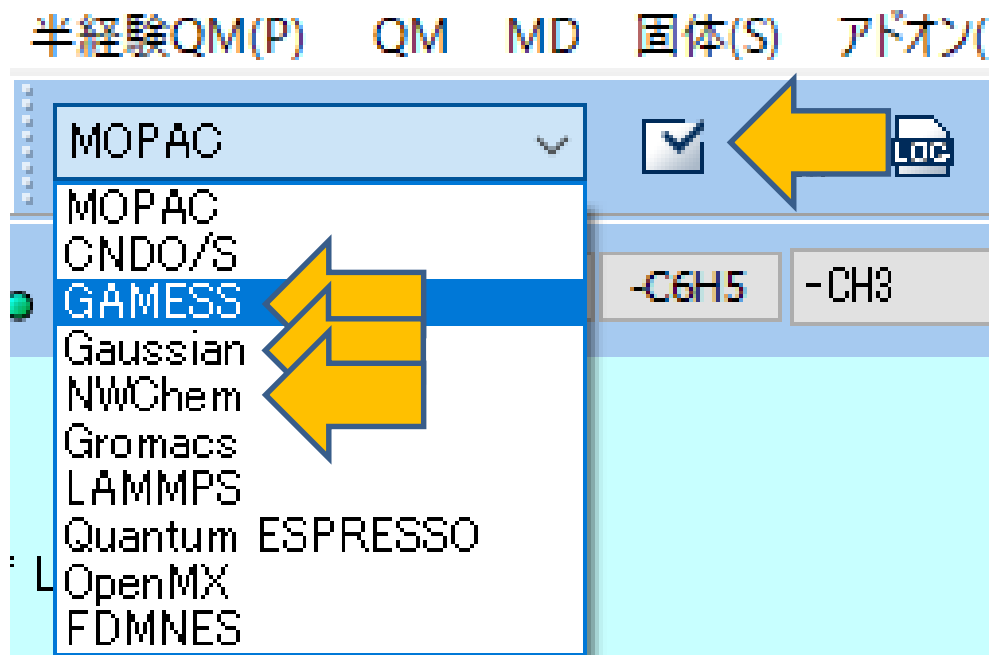 半経験QM(P) QM MD 固体(S) アドオン(
MOPAC
LOG
MOPAC
CNDO/S
GAMESS
-C6H5 -CH3
Gaussian
NWChem
Gromacs
LAMMPS
Quantum ESPRESSO
L
OpenMX
FDMNES